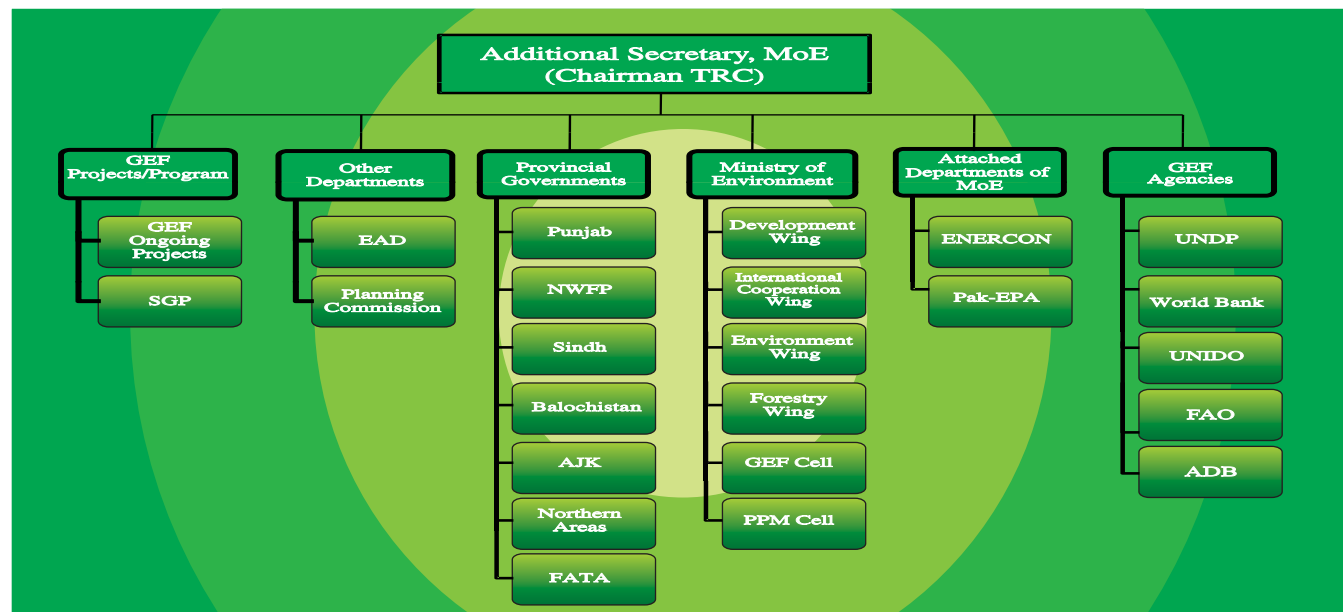 Additional Secretary, MoE
(Chairman TRC)
GEF
Projects/Program
GEF
Ongoing
Projects
SGP
Other
Departments
EAD
Planning
Commission
Provincial
Governments
Punjab
NWFP
Sindh
Balochistan
AJK
Northern
Areas
FATA
Ministry of
Environment
Development
Wing
International
Cooperation
Wing
Environment
Wing
Forestry
Wing
GEF Cell
PPM Cell
Attached
Departments of
MoE
ENERCON
Pak-EPA
GEF
Agencies
UNDP
World Bank
UNIDO
FAO
ADB